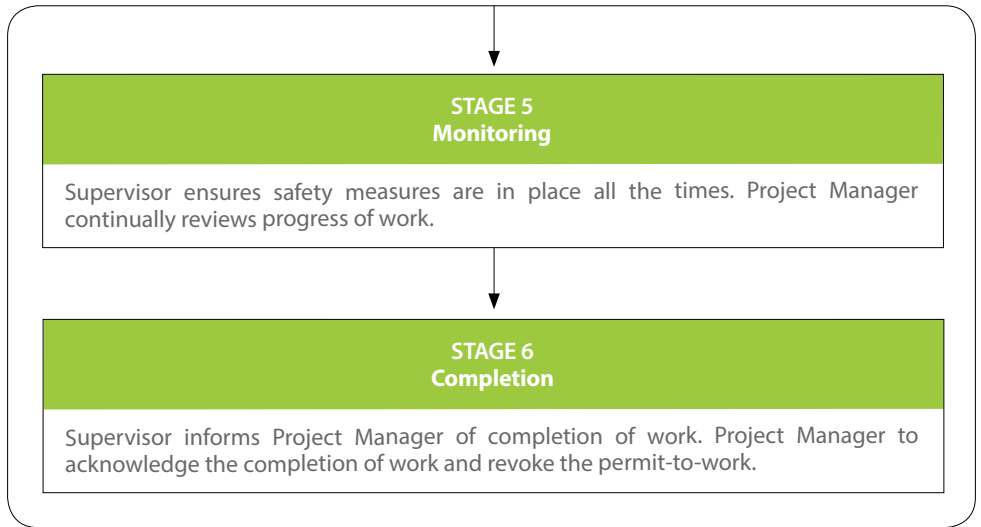 STAGE 5
Monitoring
Supervisor ensures safety measures are in place all the times. Project Manager
continually reviews progress of work.
STAGE 6
Completion
Supervisor informs Project Manager of completion of work. Project Manager to
acknowledge the completion of work and revoke the permit-to-work.